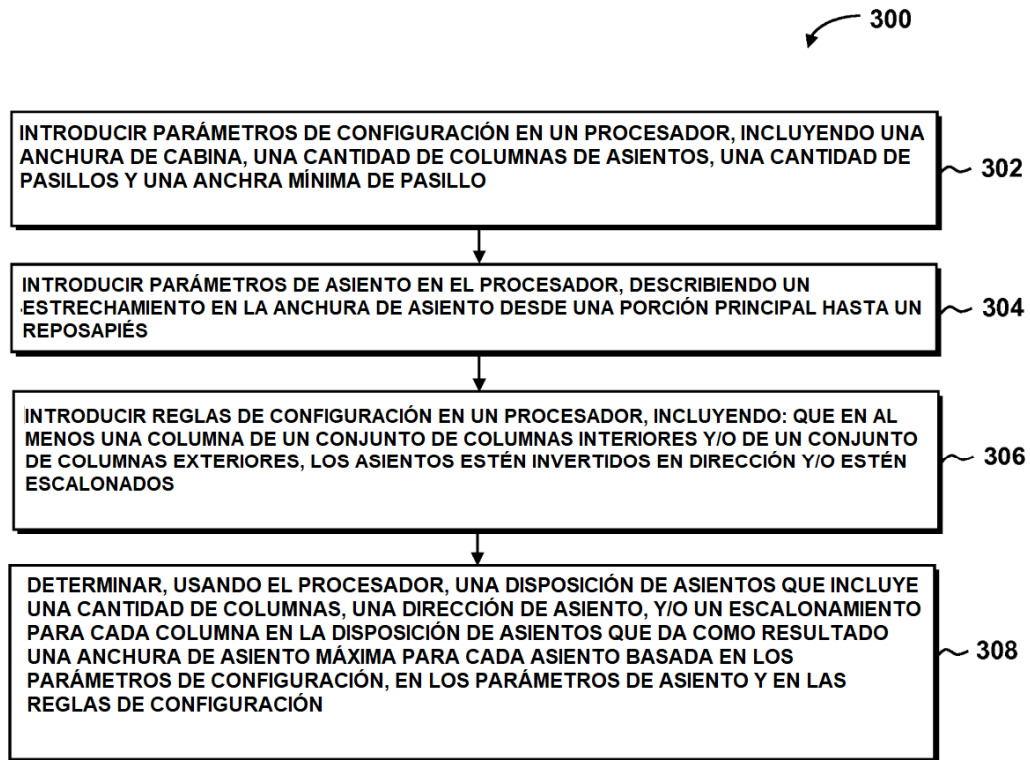 300
INTRODUCIR PARÁMETROS DE CONFIGURACIÓN EN UN PROCESADOR, INCLUYENDO UNA
ANCHURA DE CABINA, UNA CANTIDAD DE COLUMNAS DE ASIENTOS, UNA CANTIDAD DE
PASILLOS Y UNA ANCHRA MÍNIMA DE PASILLO
302
INTRODUCIR PARÁMETROS DE ASIENTO EN EL PROCESADOR, DESCRIBIENDO UN
ESTRECHAMIENTO EN LA ANCHURA DE ASIENTO DESDE UNA PORCIÓN PRINCIPAL HASTA UN
REPOSAPIÉS
304
INTRODUCIR REGLAS DE CONFIGURACIÓN EN UN PROCESADOR, INCLUYENDO: QUE EN AL
MENOS UNA COLUMNA DE UN CONJUNTO DE COLUMNAS INTERIORES Y/O DE UN CONJUNTO
DE COLUMNAS EXTERIORES, LOS ASIENTOS ESTÉN INVERTIDOS EN DIRECCIÓN Y/O ESTÉN
ESCALONADOS
306
DETERMINAR, USANDO EL PROCESADOR, UNA DISPOSICIÓN DE ASIENTOS QUE INCLUYE
UNA CANTIDAD DE COLUMNAS, UNA DIRECCIÓN DE ASIENTO, Y/O UN ESCALONAMIENTO
PARA CADA COLUMNA EN LA DISPOSICIÓN DE ASIENTOS QUE DA COMO RESULTADO
UNA ANCHURA DE ASIENTO MÁXIMA PARA CADA ASIENTO BASADA EN LOS
PARÁMETROS DE CONFIGURACIÓN, EN LOS PARÁMETROS DE ASIENTO Y EN LAS
REGLAS DE CONFIGURACIÓN
308